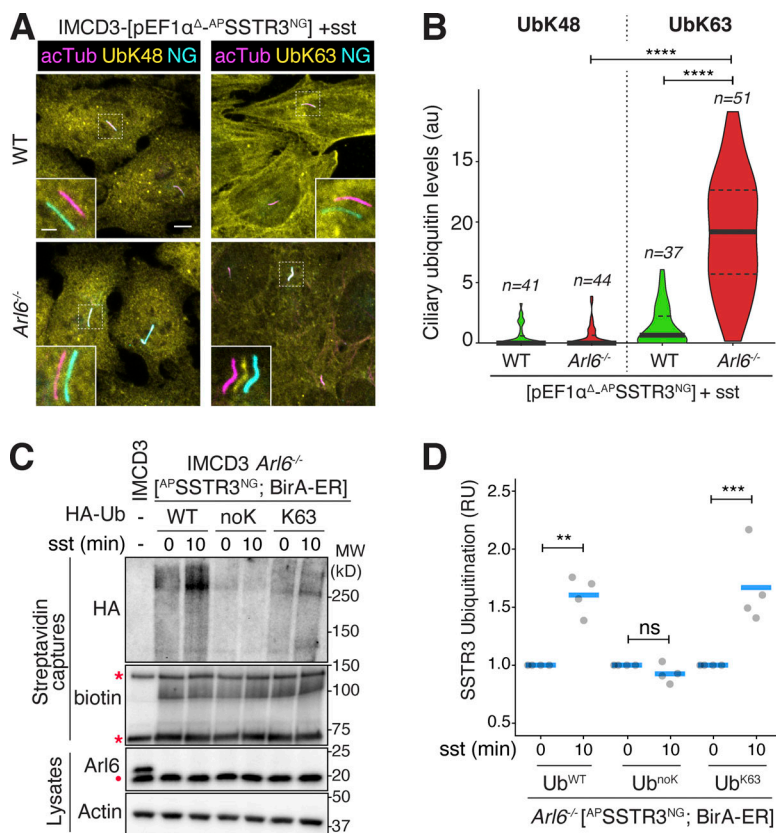 A
IMCD3-[pEF1αΔ-APSSTR3NG] +sst
acTub UbK48 NG
acTub UbK63 NG
WT
Arl6-/-
B
UbK48
UbK63
****
****
n=51
n=37
n=41
n=44
Ciliary ubiquitin levels (au)
15
20
5
0
WT
Arl6-/-
WT
Arl6-/-
[pEF1αΔ-APSSTR3NG] + sst
C
IMCD3
IMCD3 Arl6-/-
[APSSTR3NG; BirA-ER]
HA-Ub
-
WT
noK
K63
sst (min)
-
0
10
0
10
0
10
MW
(kD)
Streptavidin
captures
HA
-250
-150
biotin
*
*
-150
-100
-75
Lysates
Arl6
-25
-20
Actin
-50
-37
D
SSTR3 Ubiquitination (RU)
2.5
2.0
1.5
1.0
0.5
**
ns
***
sst (min)
0
10
0
10
0
10
UbWT
UbnoK
UbK63
Arl6-/- [APSSTR3NG; BirA-ER]